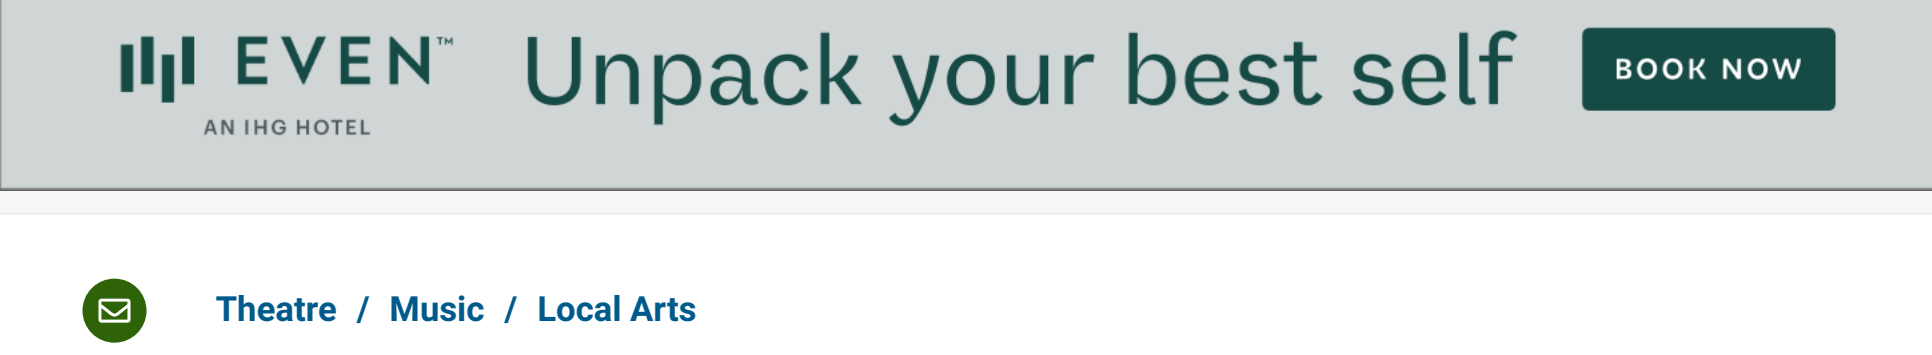 EVEN™ Unpack your best self BOOK NOW
AN IHG HOTEL
Theatre / Music / Local Arts